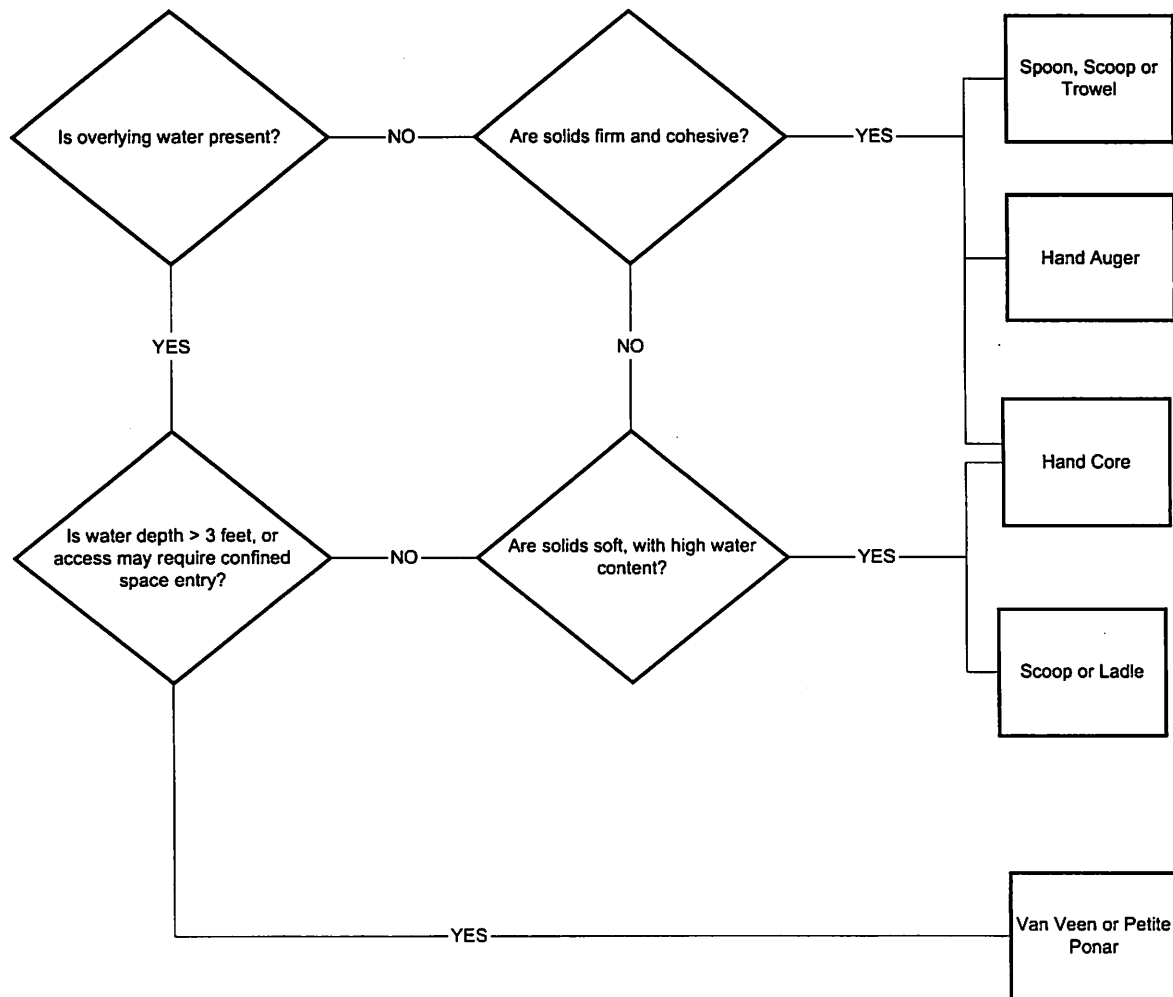 Is overlying water present?
NO
Are solids firm and cohesive?
YES
Spoon, Scoop or
Trowel
Hand Auger
YES
NO
Hand Core
Is water depth > 3 feet, or
access may require confined
space entry?
NO
Are solids soft, with high water
content?
YES
Scoop or Ladle
YES
Van Veen or Petite
Ponar